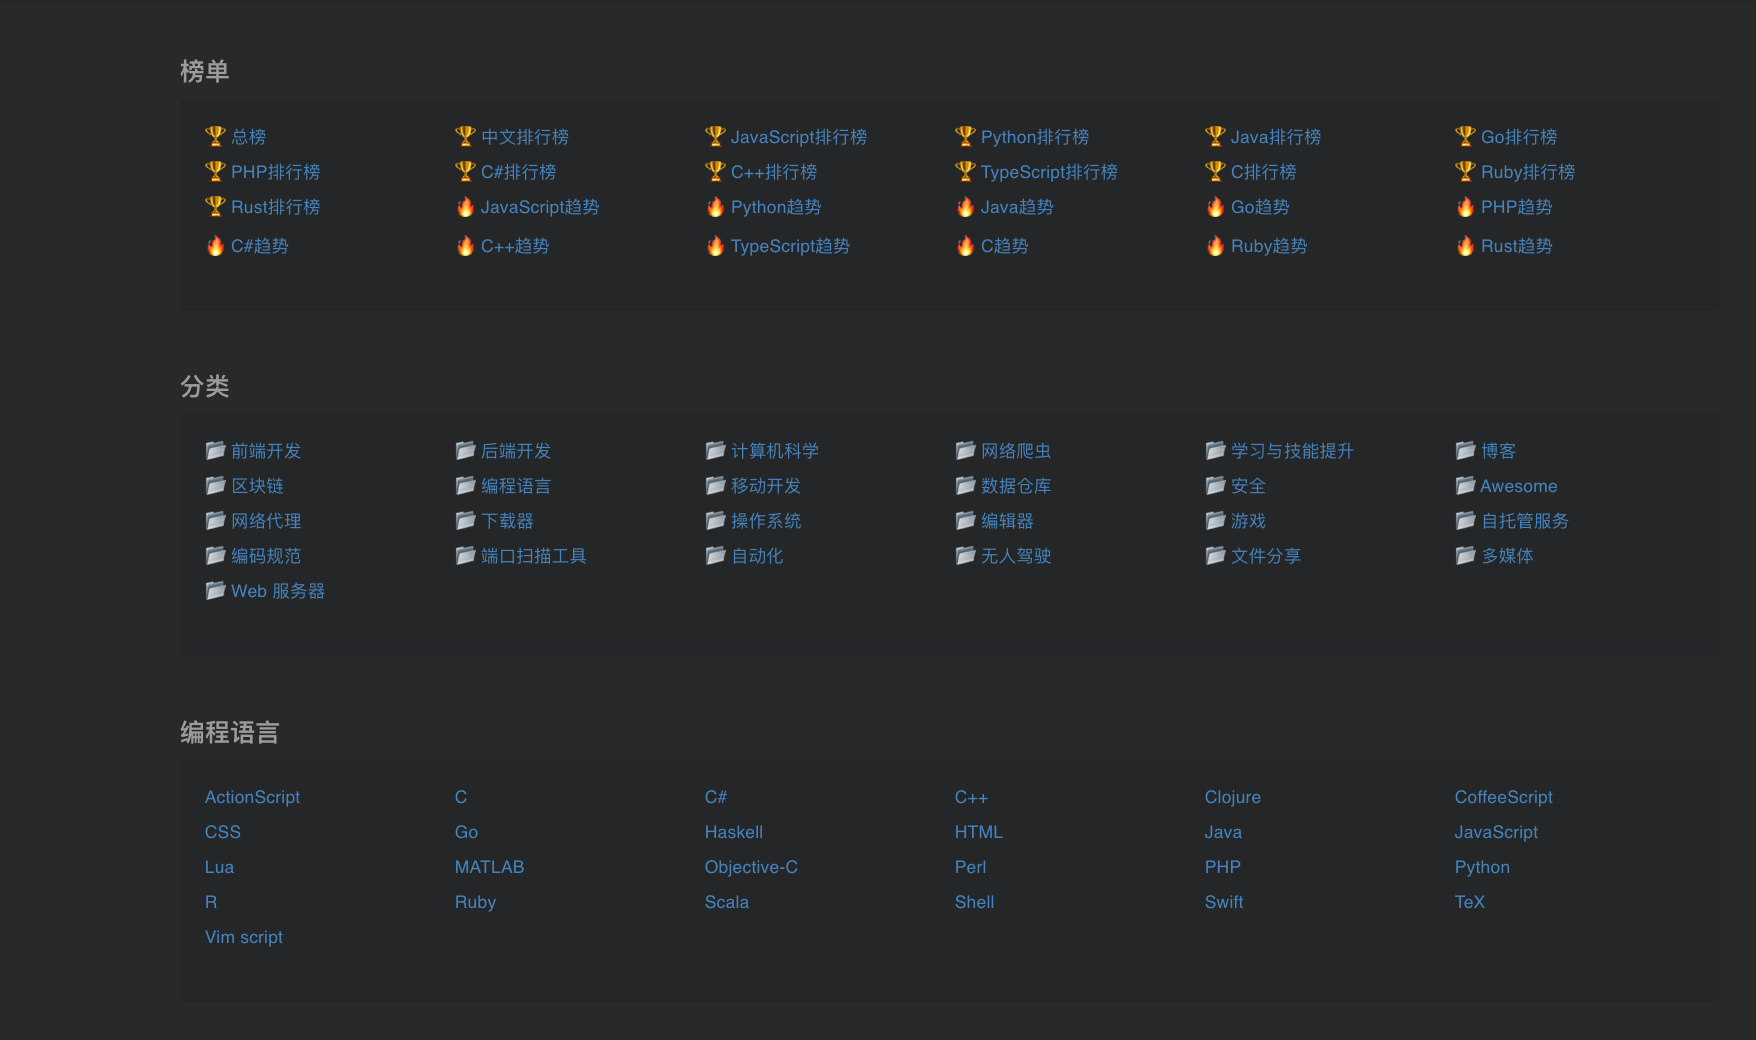 榜单
总榜 中文排行榜 JavaScript排行榜 Python排行榜 Java排行榜 Go排行榜
PHP排行榜 C#排行榜 C++排行榜 TypeScript排行榜 C排行榜 Ruby排行榜
Rust排行榜 JavaScript趋势 Python趋势 Java趋势 Go趋势 PHP趋势
C#趋势 C++趋势 TypeScript趋势 C趋势 Ruby趋势 Rust趋势
分类
前端开发 后端开发 计算机科学 网络爬虫 学习与技能提升 博客
区块链 编程语言 移动开发 数据仓库 安全 Awesome
网络代理 下载器 操作系统 编辑器 游戏 自托管服务
编码规范 端口扫描工具 自动化 无人驾驶 文件分享 多媒体
Web 服务器
编程语言
ActionScript C C# C++ Clojure CoffeeScript
CSS Go Haskell HTML Java JavaScript
Lua MATLAB Objective-C Perl PHP Python
R Ruby Scala Shell Swift TeX
Vim script